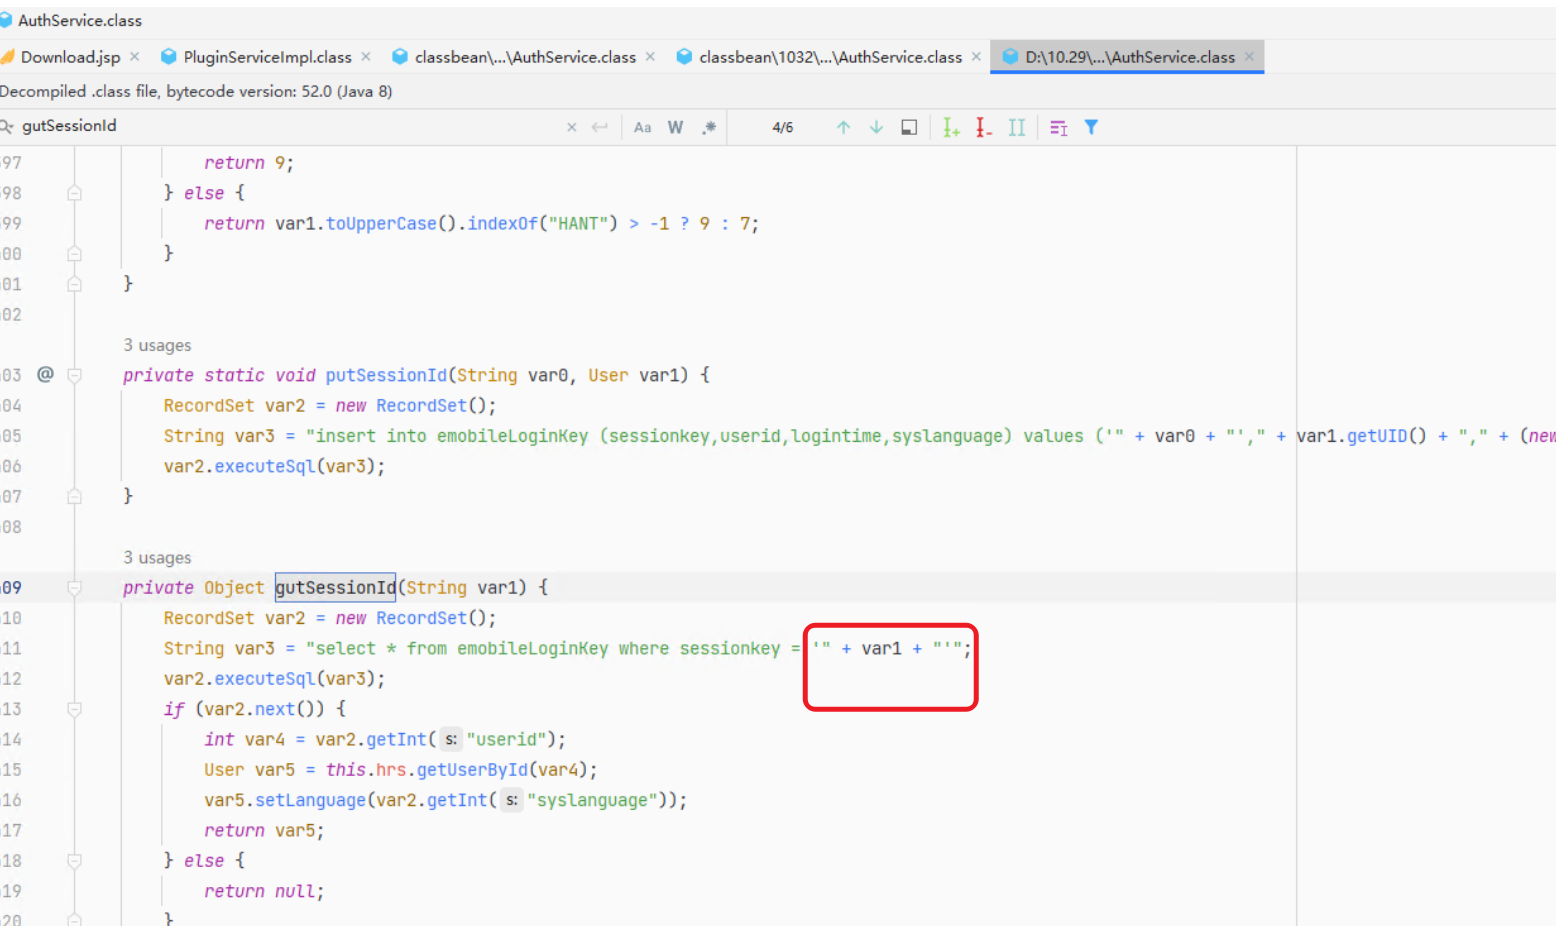 AuthService.class
Download.jsp × PluginServiceImpl.class × classbean\...\AuthService.class × classbean\1032\...\AuthService.class × D:\10.29\...\AuthService.class ×
Decompiled .class file, bytecode version: 52.0 (Java 8)
gutSessionId × Aa W .* 4/6
97 return 9;
98 } else {
99 return var1.toUpperCase().indexOf("HANT") > -1 ? 9 : 7;
00 }
01 }
02
3 usages
03 @ private static void putSessionId(String var0, User var1) {
04 RecordSet var2 = new RecordSet();
05 String var3 = "insert into emobileLoginKey (sessionkey,userid,logintime,syslanguage) values ('" + var0 + "'," + var1.getUID() + "," + (new
06 var2.executeSql(var3);
07 }
08
3 usages
09 private Object gutSessionId(String var1) {
10 RecordSet var2 = new RecordSet();
11 String var3 = "select * from emobileLoginKey where sessionkey = '" + var1 + "'";
12 var2.executeSql(var3);
13 if (var2.next()) {
14 int var4 = var2.getInt( s: "userid");
15 User var5 = this.hrs.getUserById(var4);
16 var5.setLanguage(var2.getInt( s: "syslanguage"));
17 return var5;
18 } else {
19 return null;
20 }